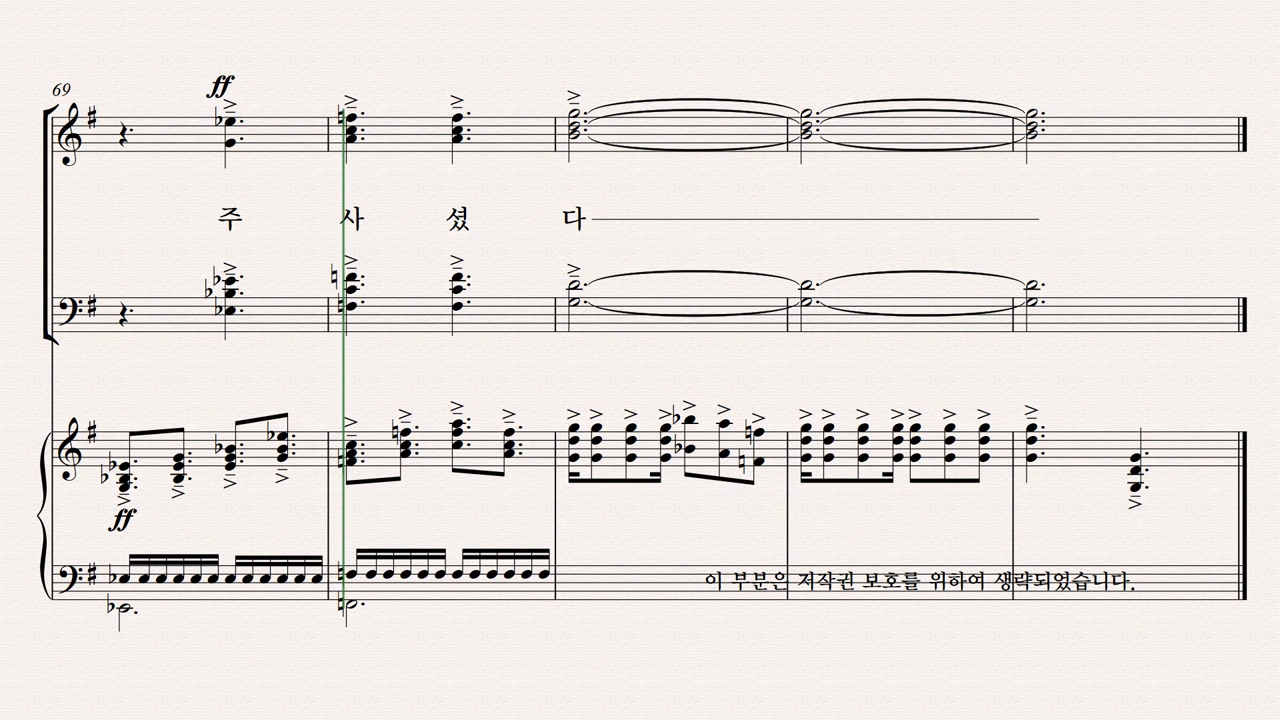 69
ff
주 사 셨 다
ff
이 부분은 저작권 보호를 위하여 생략되었습니다.